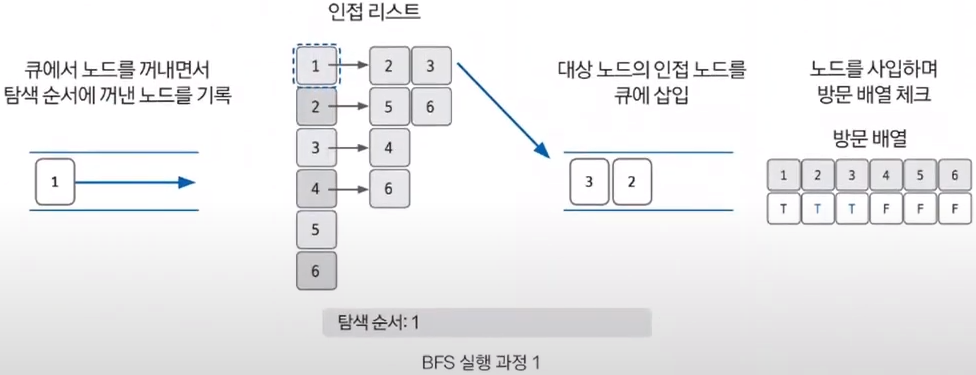 인접 리스트
큐에서 노드를 꺼내면서
탐색 순서에 꺼낸 노드를 기록
1
1 2 3
2 5 6
3 4
4 6
5
6
대상 노드의 인접 노드를
큐에 삽입
3 2
노드를 사입하며
방문 배열 체크
방문 배열
1 2 3 4 5 6
T T T F F F
탐색 순서: 1
BFS 실행 과정 1